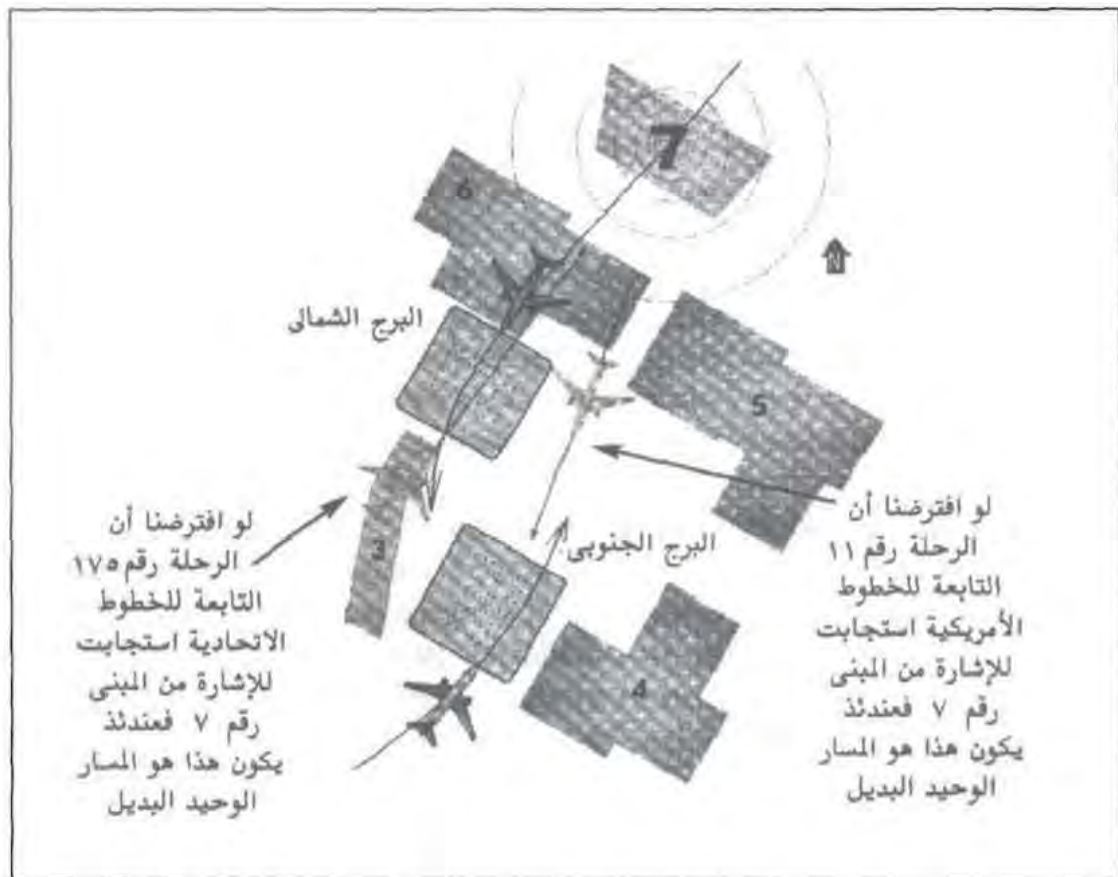 7
6
N
البرج الشمالى
5
لو افترضنا أن
الرحلة رقم ١١
التابعة للخطوط
الأمريكية استجابت
للإشارة من المبنى
رقم ٧ فعندئذ
يكون هذا هو المسار
الوحيد البديل
البرج الجنوبى
3
لو افترضنا أن
الرحلة رقم ١٧٥
التابعة للخطوط
الاتحادية استجابت
للإشارة من المبنى
رقم ٧ فعندئذ
يكون هذا هو المسار
الوحيد البديل
4